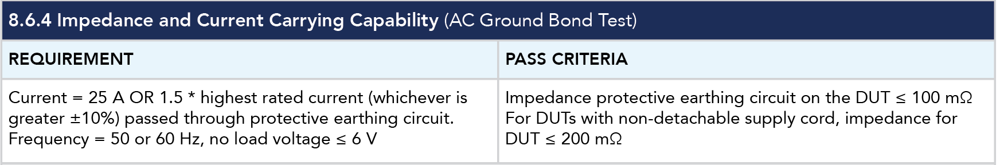 8.6.4 Impedance and Current Carrying Capability (AC Ground Bond Test)
REQUIREMENT
PASS CRITERIA
Current = 25 A OR 1.5 * highest rated current (whichever is
greater ±10%) passed through protective earthing circuit.
Frequency = 50 or 60 Hz, no load voltage ≤ 6 V
Impedance protective earthing circuit on the DUT ≤ 100 mΩ
For DUTs with non-detachable supply cord, impedance for
DUT ≤ 200 mΩ